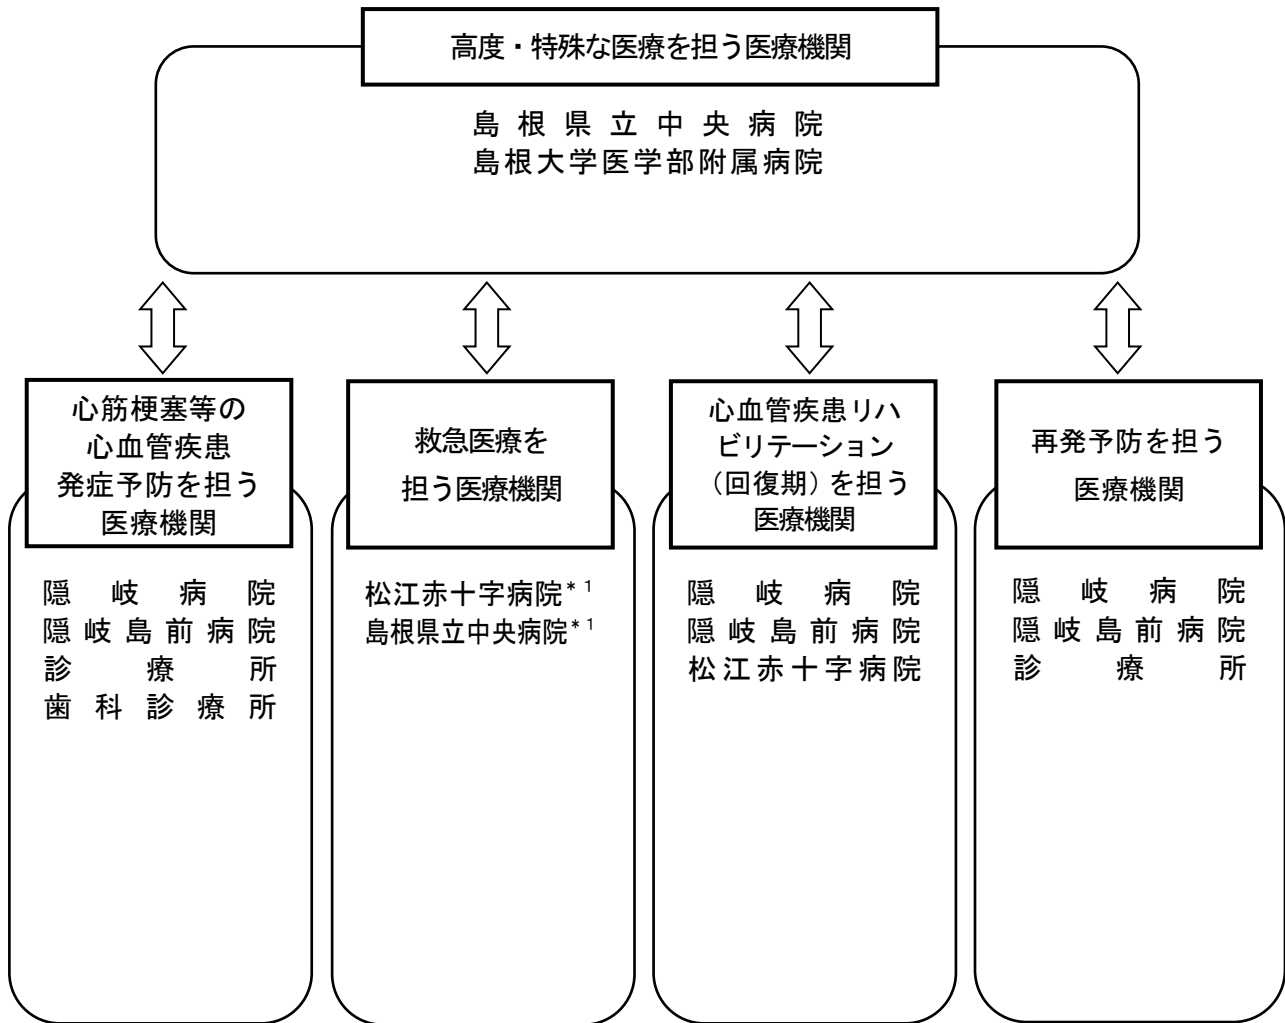 高度・特殊な医療を担う医療機関
島根県立中央病院
島根大学医学部附属病院
心筋梗塞等の
心血管疾患
発症予防を担う
医療機関
隠岐病院
隠岐島前病院
診療所
歯科診療所
救急医療を
担う医療機関
松江赤十字病院*1
島根県立中央病院*1
心血管疾患リハ
ビリテーション
(回復期)を担う
医療機関
隠岐病院
隠岐島前病院
松江赤十字病院
再発予防を担う
医療機関
隠岐病院
隠岐島前病院
診療所